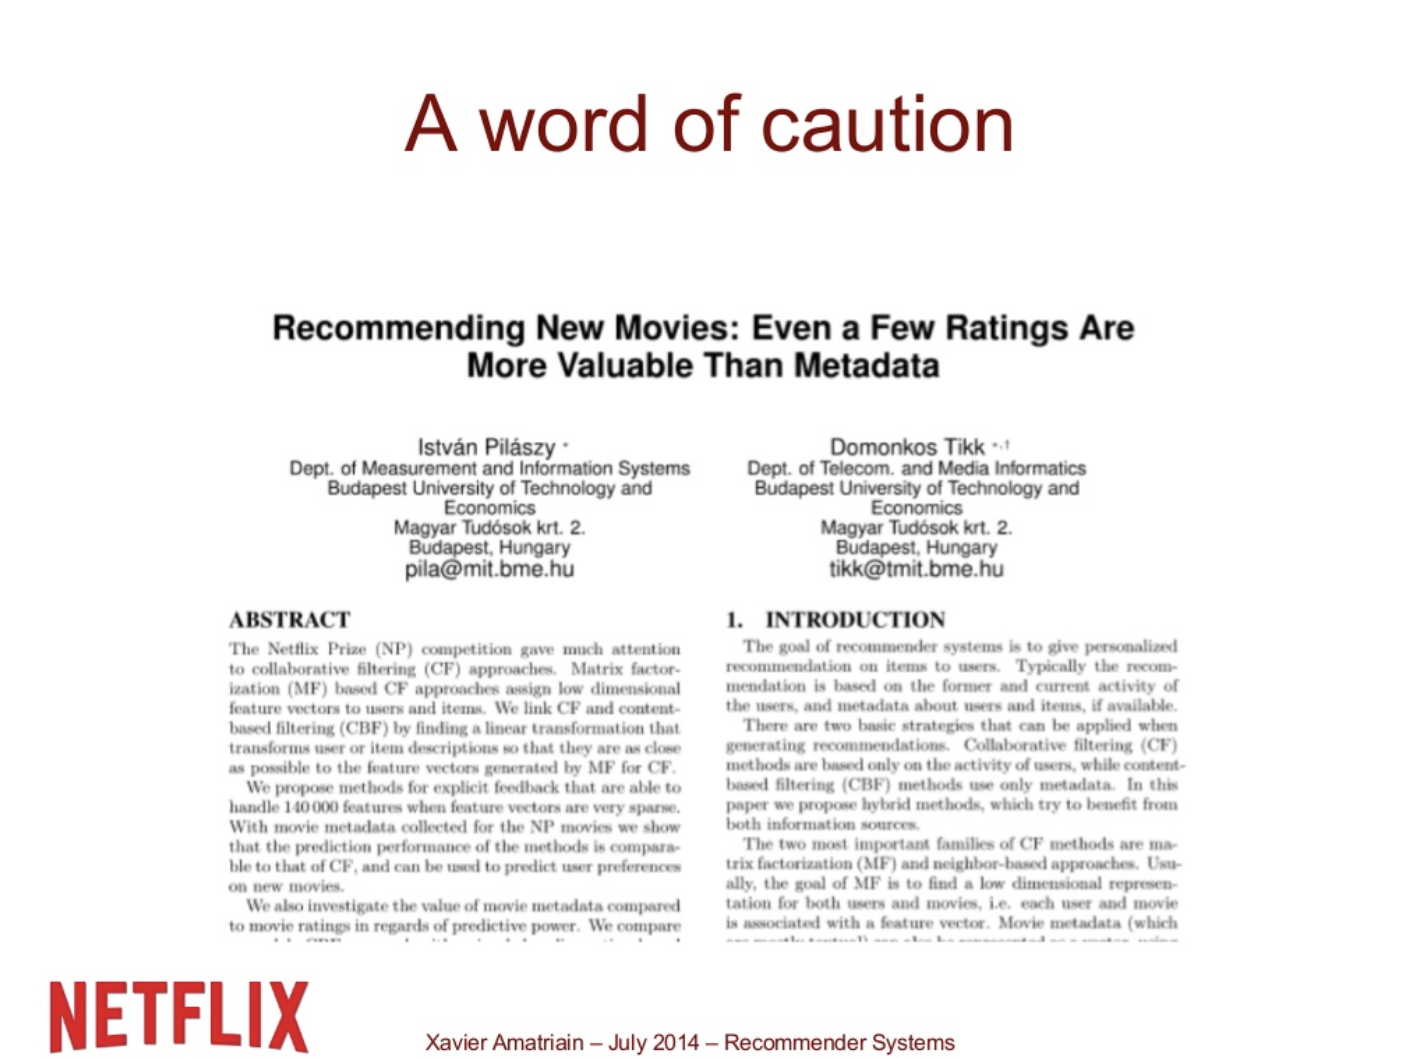 A word of caution
Recommending New Movies: Even a Few Ratings Are
More Valuable Than Metadata
István Pilászy *
Dept. of Measurement and Information Systems
Budapest University of Technology and
Economics
Magyar Tudósok krt. 2.
Budapest, Hungary
pila@mit.bme.hu
Domonkos Tikk *,†
Dept. of Telecom. and Media Informatics
Budapest University of Technology and
Economics
Magyar Tudósok krt. 2.
Budapest, Hungary
tikk@tmit.bme.hu
ABSTRACT
The Netflix Prize (NP) competition gave much attention
to collaborative filtering (CF) approaches. Matrix factor-
ization (MF) based CF approaches assign low dimensional
feature vectors to users and items. We link CF and content-
based filtering (CBF) by finding a linear transformation that
transforms user or item descriptions so that they are as close
as possible to the feature vectors generated by MF for CF.
We propose methods for explicit feedback that are able to
handle 140 000 features when feature vectors are very sparse.
With movie metadata collected for the NP movies we show
that the prediction performance of the methods is compara-
ble to that of CF, and can be used to predict user preferences
on new movies.
We also investigate the value of movie metadata compared
to movie ratings in regards of predictive power. We compare
1. INTRODUCTION
The goal of recommender systems is to give personalized
recommendation on items to users. Typically the recom-
mendation is based on the former and current activity of
the users, and metadata about users and items, if available.
There are two basic strategies that can be applied when
generating recommendations. Collaborative filtering (CF)
methods are based only on the activity of users, while content-
based filtering (CBF) methods use only metadata. In this
paper we propose hybrid methods, which try to benefit from
both information sources.
The two most important families of CF methods are ma-
trix factorization (MF) and neighbor-based approaches. Usu-
ally, the goal of MF is to find a low dimensional represen-
tation for both users and movies, i.e. each user and movie
is associated with a feature vector. Movie metadata (which
NETFLIX
Xavier Amatriain – July 2014 – Recommender Systems